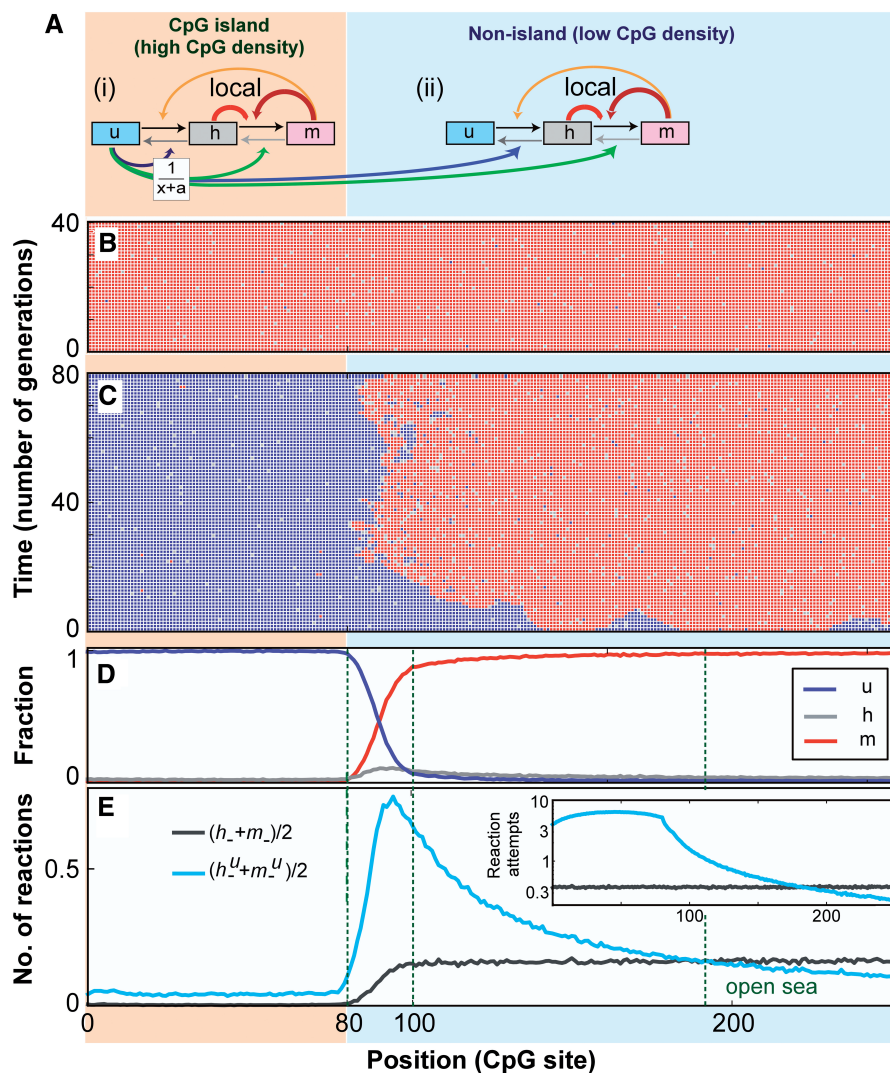 A
CpG island
(high CpG density)
Non-island (low CpG density)
(i)
local
u
h
m
1
x+a
(ii)
local
u
h
m
Time (number of generations)
40
B
0
80
C
40
0
Fraction
1
D
0
u
h
m
No. of reactions
E
0.5
0
(h_+m_)/2
(h_ᵘ+m_ᵘ)/2
Reaction
attempts
10
3
1
0.3
100
200
open sea
0
80
100
200
Position (CpG site)